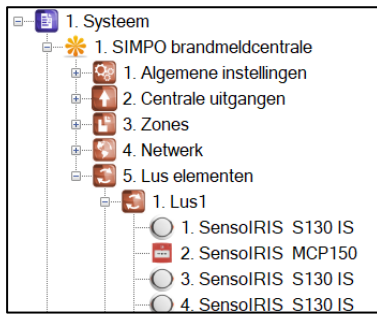 1. Systeem
1. SIMPO brandmeldcentrale
1. Algemene instellingen
2. Centrale uitgangen
3. Zones
4. Netwerk
5. Lus elementen
1. Lus1
1. SensoIRIS S130 IS
2. SensoIRIS MCP150
3. SensoIRIS S130 IS
4. SensoIRIS S130 IS